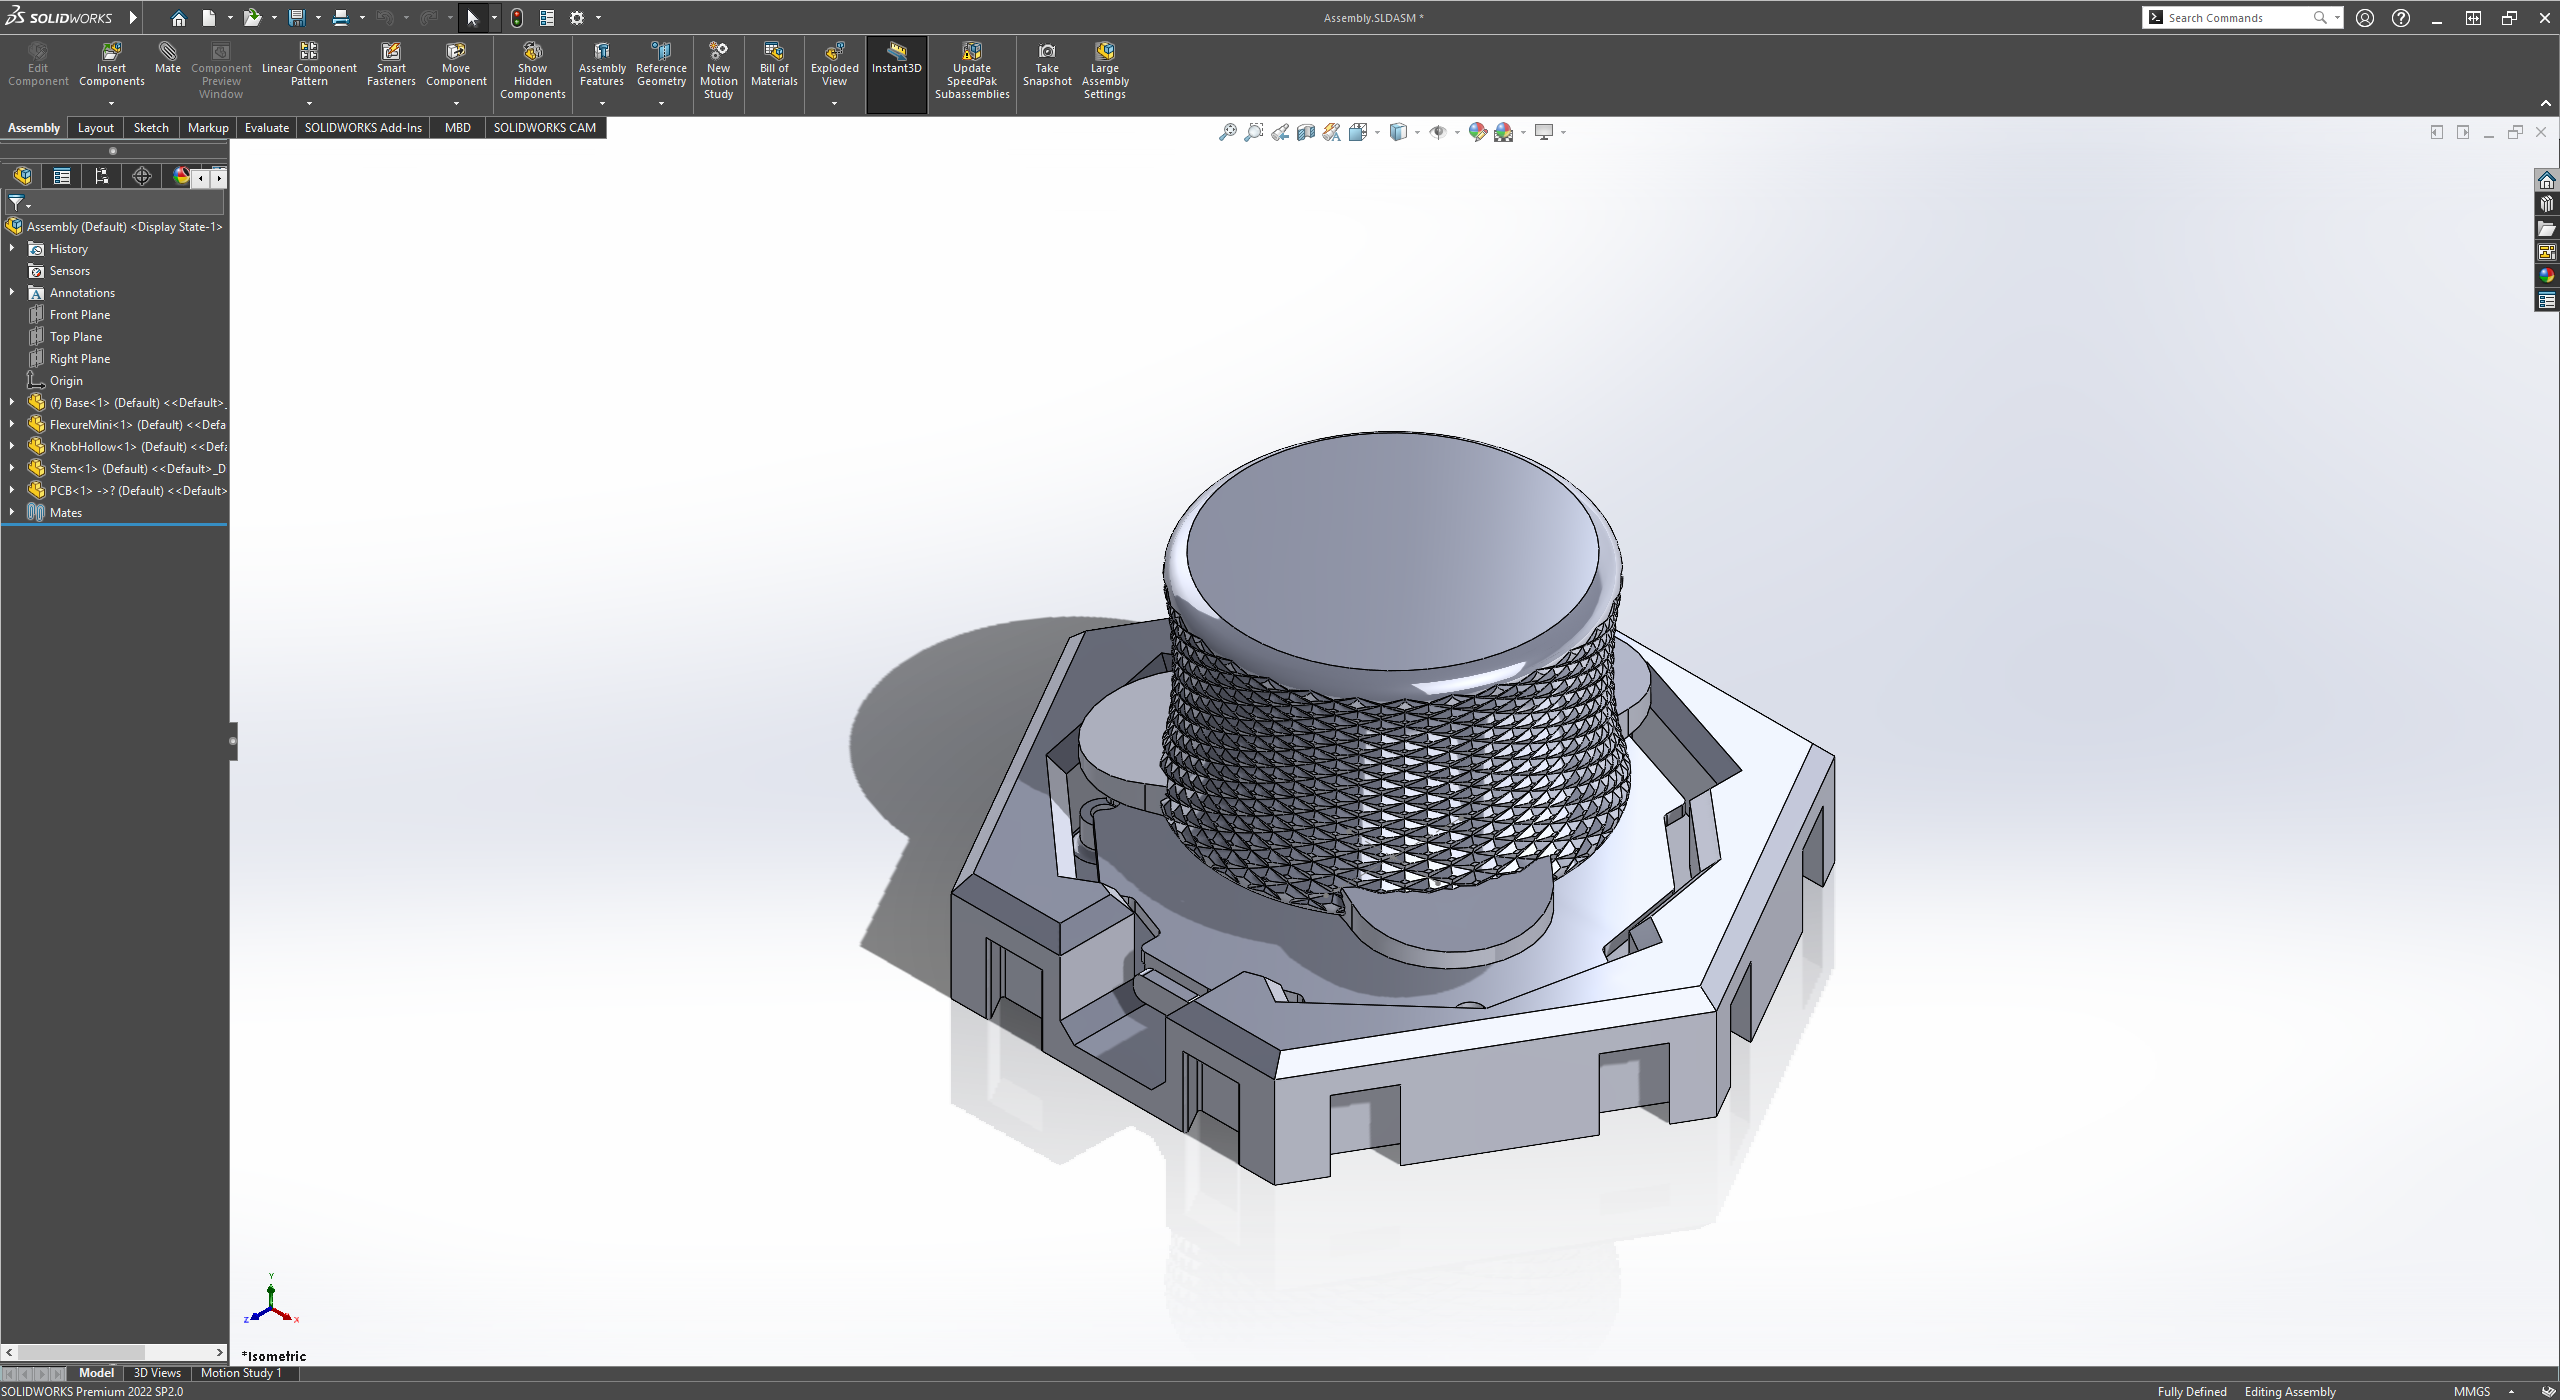 SOLIDWORKS
Assembly.SLDASM *
Search Commands
Edit Component
Insert Components
Mate
Component Preview Window
Linear Component Pattern
Smart Fasteners
Move Component
Show Hidden Components
Assembly Features
Reference Geometry
New Motion Study
Bill of Materials
Exploded View
Instant3D
Update SpeedPak Subassemblies
Take Snapshot
Large Assembly Settings
Assembly
Layout
Sketch
Markup
Evaluate
SOLIDWORKS Add-Ins
MBD
SOLIDWORKS CAM
Assembly (Default) <Display State-1>
History
Sensors
Annotations
Front Plane
Top Plane
Right Plane
Origin
(f) Base<1> (Default) <<Default>_
FlexureMini<1> (Default) <<Defa
KnobHollow<1> (Default) <<Defa
Stem<1> (Default) <<Default>_D
PCB<1> ->? (Default) <<Default>
Mates
Y
Z
X
*Isometric
Model
3D Views
Motion Study 1
SOLIDWORKS Premium 2022 SP2.0
Fully Defined
Editing Assembly
MMGS